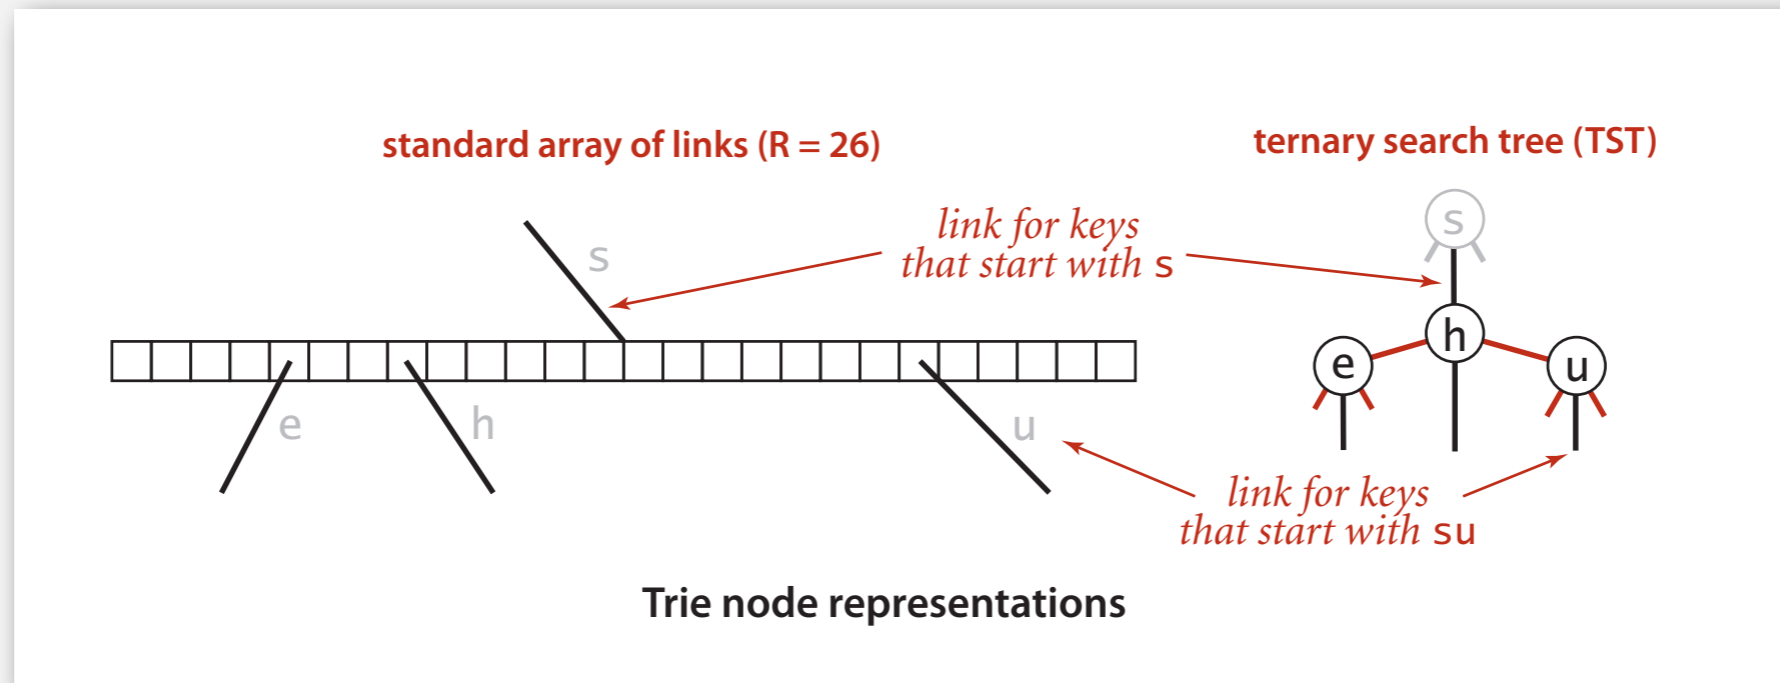 standard array of links (R = 26)
ternary search tree (TST)
link for keys
that start with s
s
s
h
e
u
e
h
u
link for keys
that start with su
Trie node representations